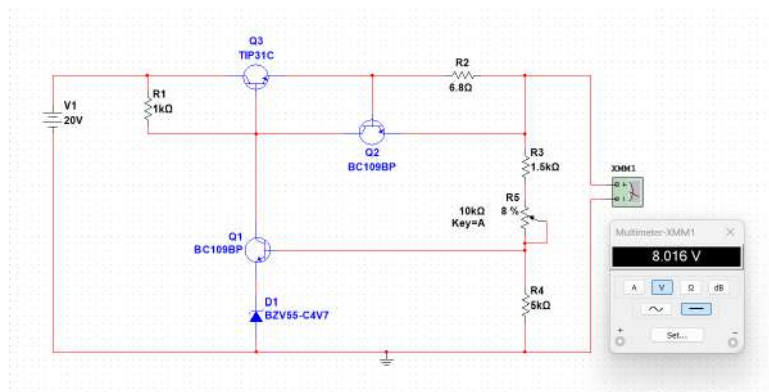 Q3
TIP31C
R2
6.8Ω
V1
20V
R1
1kΩ
Q2
BC109BP
R3
1.5kΩ
XMM1
R5
10kΩ
8 %
Key=A
Q1
BC109BP
Multimeter-XMM1
8.016 V
A V Ω dB
D1
BZV55-C4V7
R4
5kΩ
+ Set... −